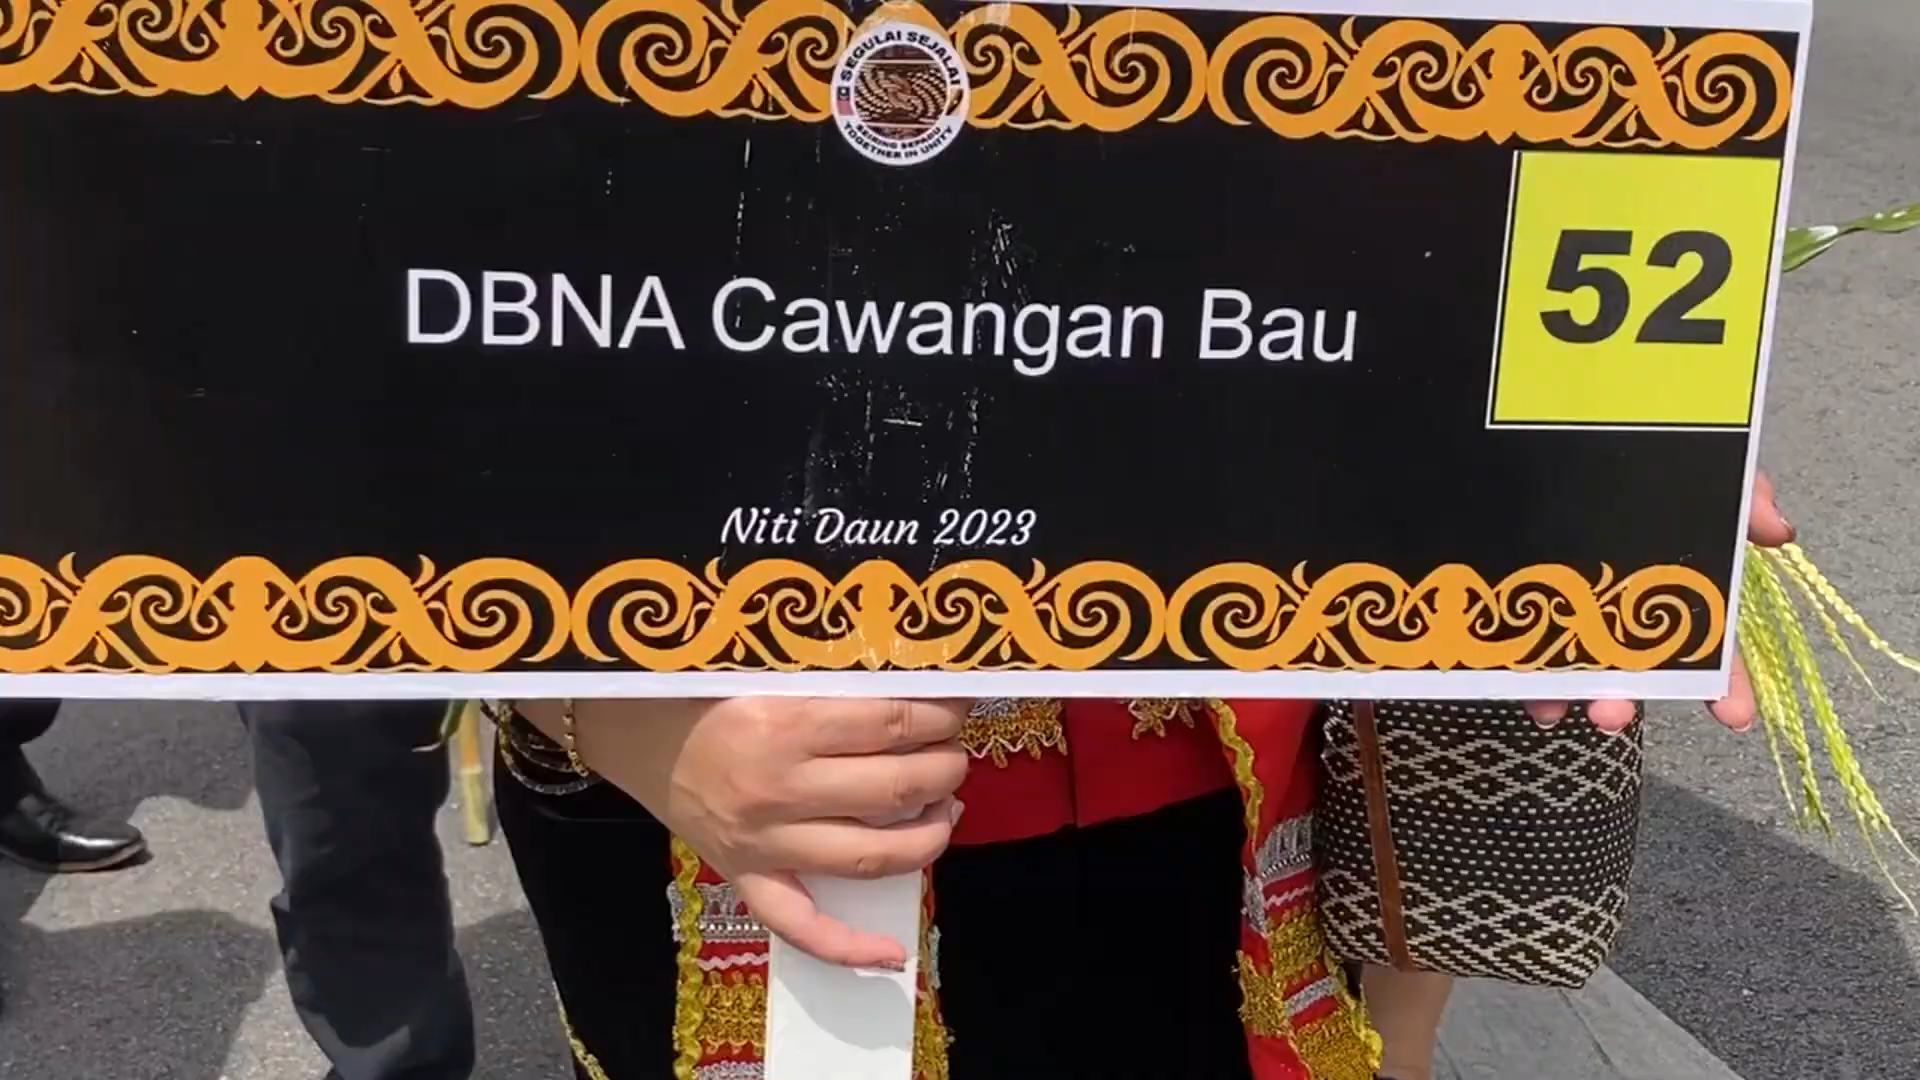 SEGULAI SEJALAI
TOGETHER IN UNITY
52
DBNA Cawangan Bau
Niti Daun 2023